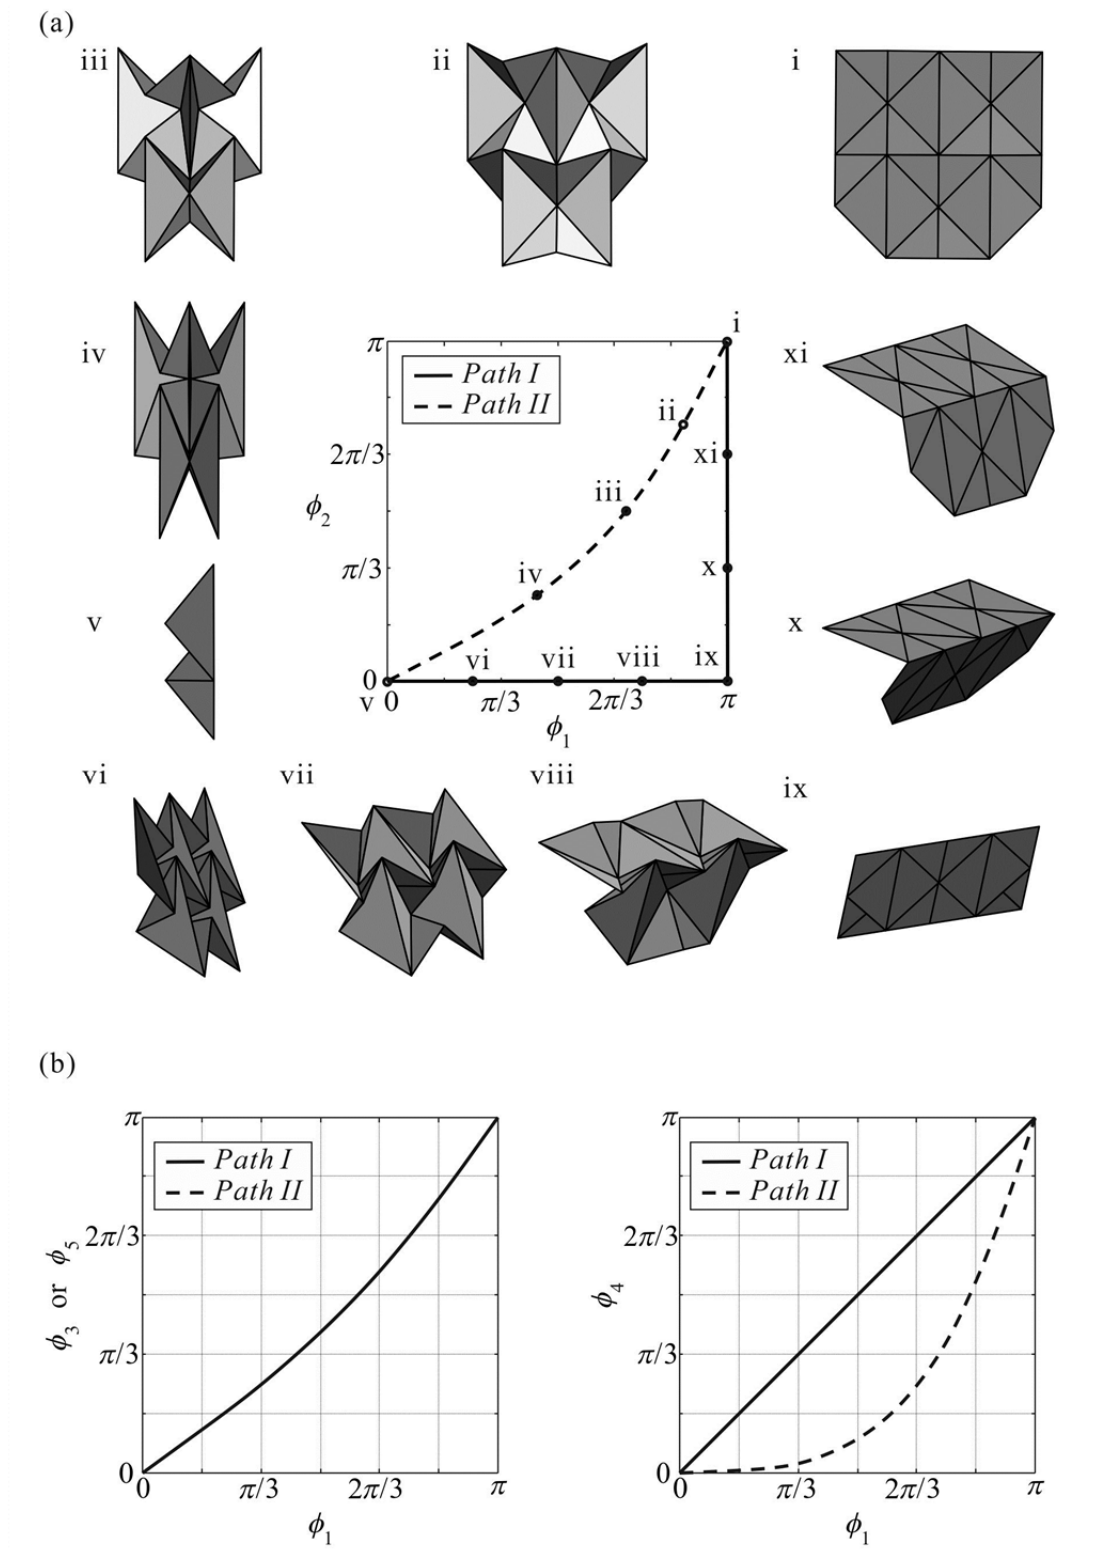 (a)
iii
ii
i
iv
xi
i
π
Path I
Path II
ii
2π/3
xi
ϕ2
iii
v
π/3
iv
x
x
0
vi
vii
viii
ix
v 0
π/3
2π/3
π
ϕ1
vi
vii
viii
ix
(b)
π
Path I
Path II
2π/3
ϕ3 or ϕ5
π/3
0
0
π/3
2π/3
π
ϕ1
π
Path I
Path II
2π/3
ϕ4
π/3
0
0
π/3
2π/3
π
ϕ1